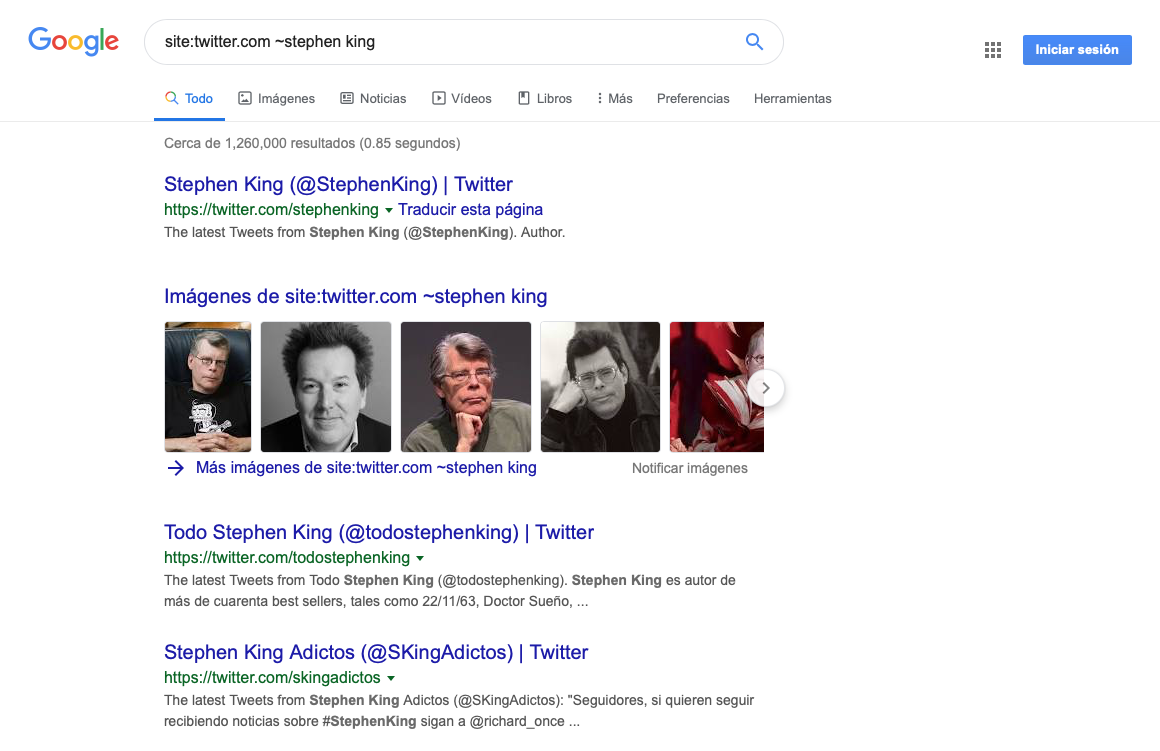 Google
site:twitter.com ~stephen king
Iniciar sesión
Todo Imágenes Noticias Vídeos Libros Más Preferencias Herramientas
Cerca de 1,260,000 resultados (0.85 segundos)
Stephen King (@StephenKing) | Twitter
https://twitter.com/stephenking Traducir esta página
The latest Tweets from Stephen King (@StephenKing). Author.
Imágenes de site:twitter.com ~stephen king
Más imágenes de site:twitter.com ~stephen king Notificar imágenes
Todo Stephen King (@todostephenking) | Twitter
https://twitter.com/todostephenking
The latest Tweets from Todo Stephen King (@todostephenking). Stephen King es autor de
más de cuarenta best sellers, tales como 22/11/63, Doctor Sueño, ...
Stephen King Adictos (@SKingAdictos) | Twitter
https://twitter.com/skingadictos
The latest Tweets from Stephen King Adictos (@SKingAdictos): "Seguidores, si quieren seguir
recibiendo noticias sobre #StephenKing sigan a @richard_once ...